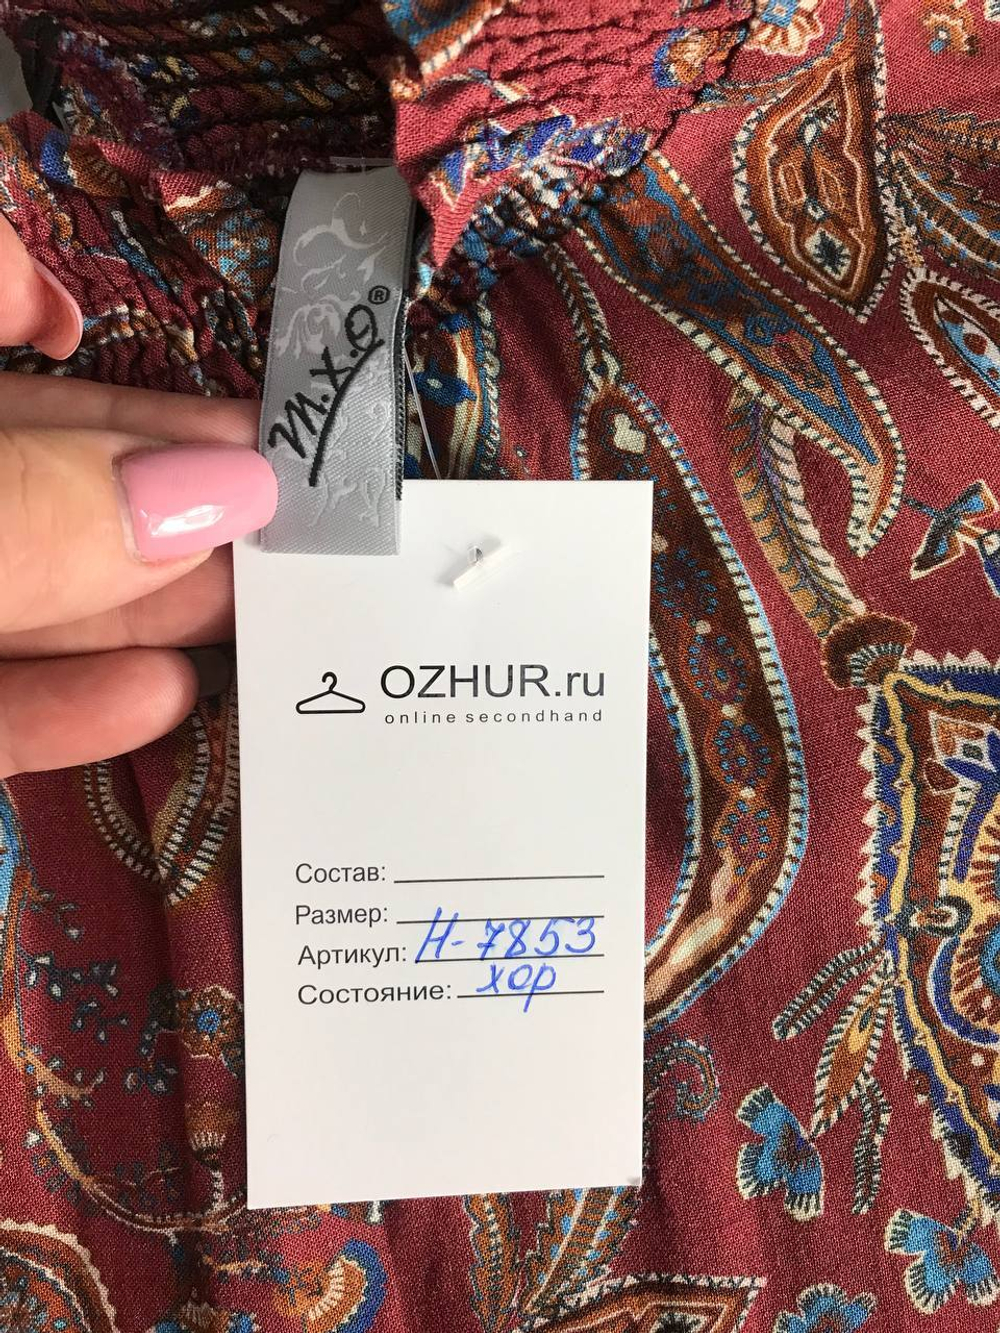 M.X.O®
OZHUR.ru
online secondhand
Состав:
Размер:
Артикул: Н-7853
Состояние: хор